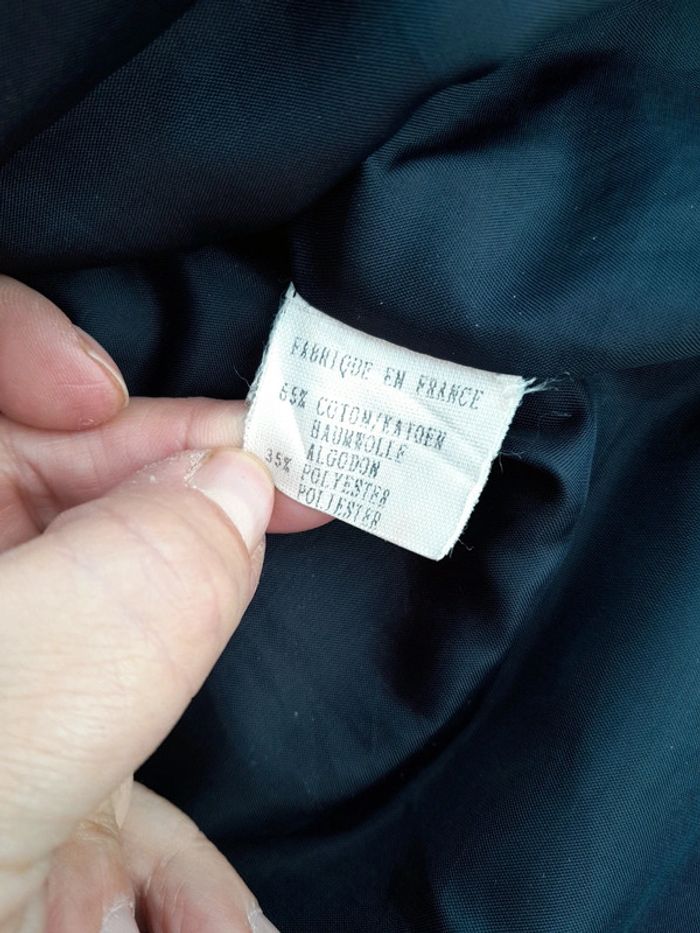 FABRIQUE EN FRANCE
65% COTON/KATOEN
BAUMWOLLE
ALGODON
35% POLYESTER
POLIESTER